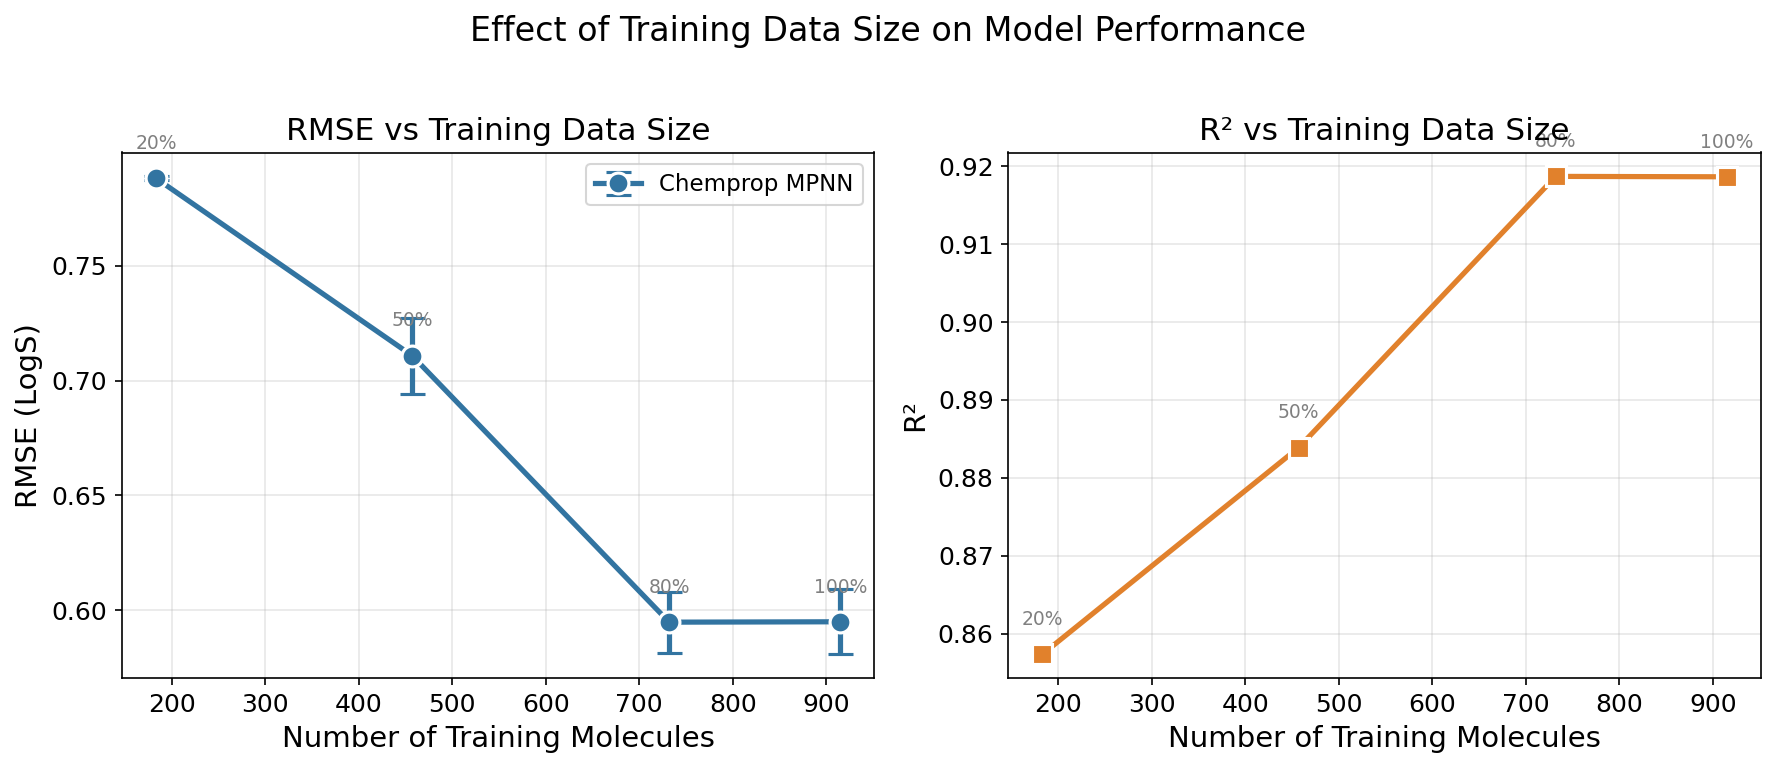 Effect of Training Data Size on Model Performance
RMSE vs Training Data Size
20%
Chemprop MPNN
50%
80%
100%
0.75
0.70
0.65
0.60
RMSE (LogS)
200 300 400 500 600 700 800 900
Number of Training Molecules
R² vs Training Data Size
80%
100%
50%
20%
0.92
0.91
0.90
0.89
0.88
0.87
0.86
R²
200 300 400 500 600 700 800 900
Number of Training Molecules